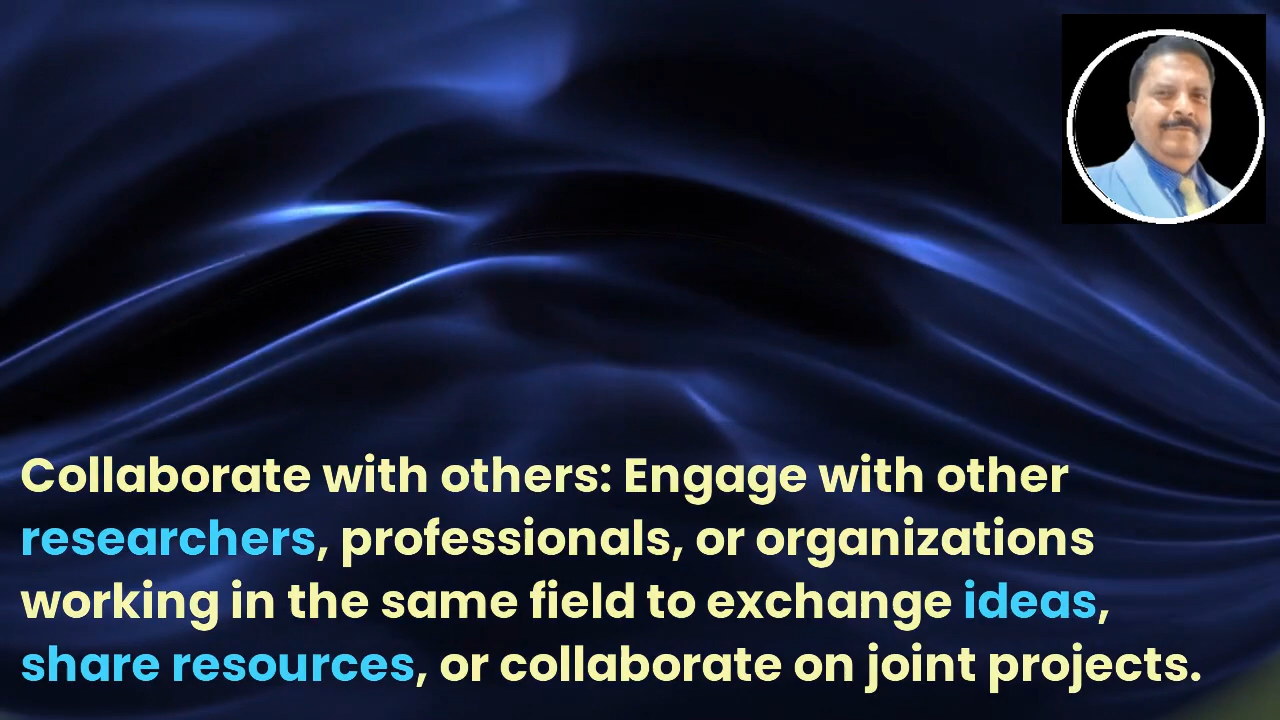 Collaborate with others: Engage with other
researchers, professionals, or organizations
working in the same field to exchange ideas,
share resources, or collaborate on joint projects.